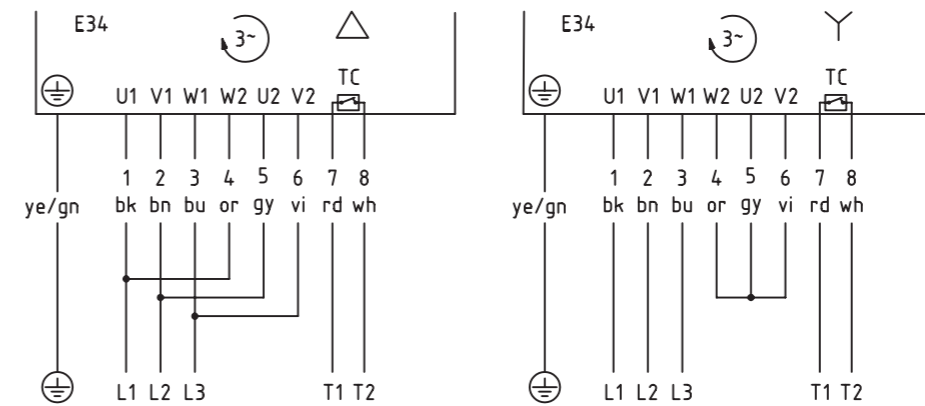 E34 3~
TC
U1 V1 W1 W2 U2 V2
1 2 3 4 5 6 7 8
ye/gn bk bn bu or gy vi rd wh
L1 L2 L3 T1 T2
E34 3~
TC
U1 V1 W1 W2 U2 V2
1 2 3 4 5 6 7 8
ye/gn bk bn bu or gy vi rd wh
L1 L2 L3 T1 T2